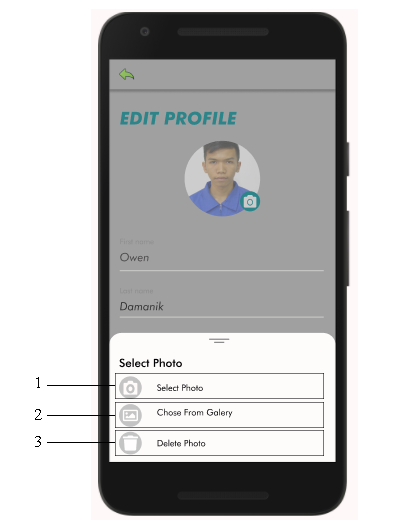 EDIT PROFILE
First name
Owen
Last name
Damanik
Select Photo
1 Select Photo
2 Chose From Galery
3 Delete Photo